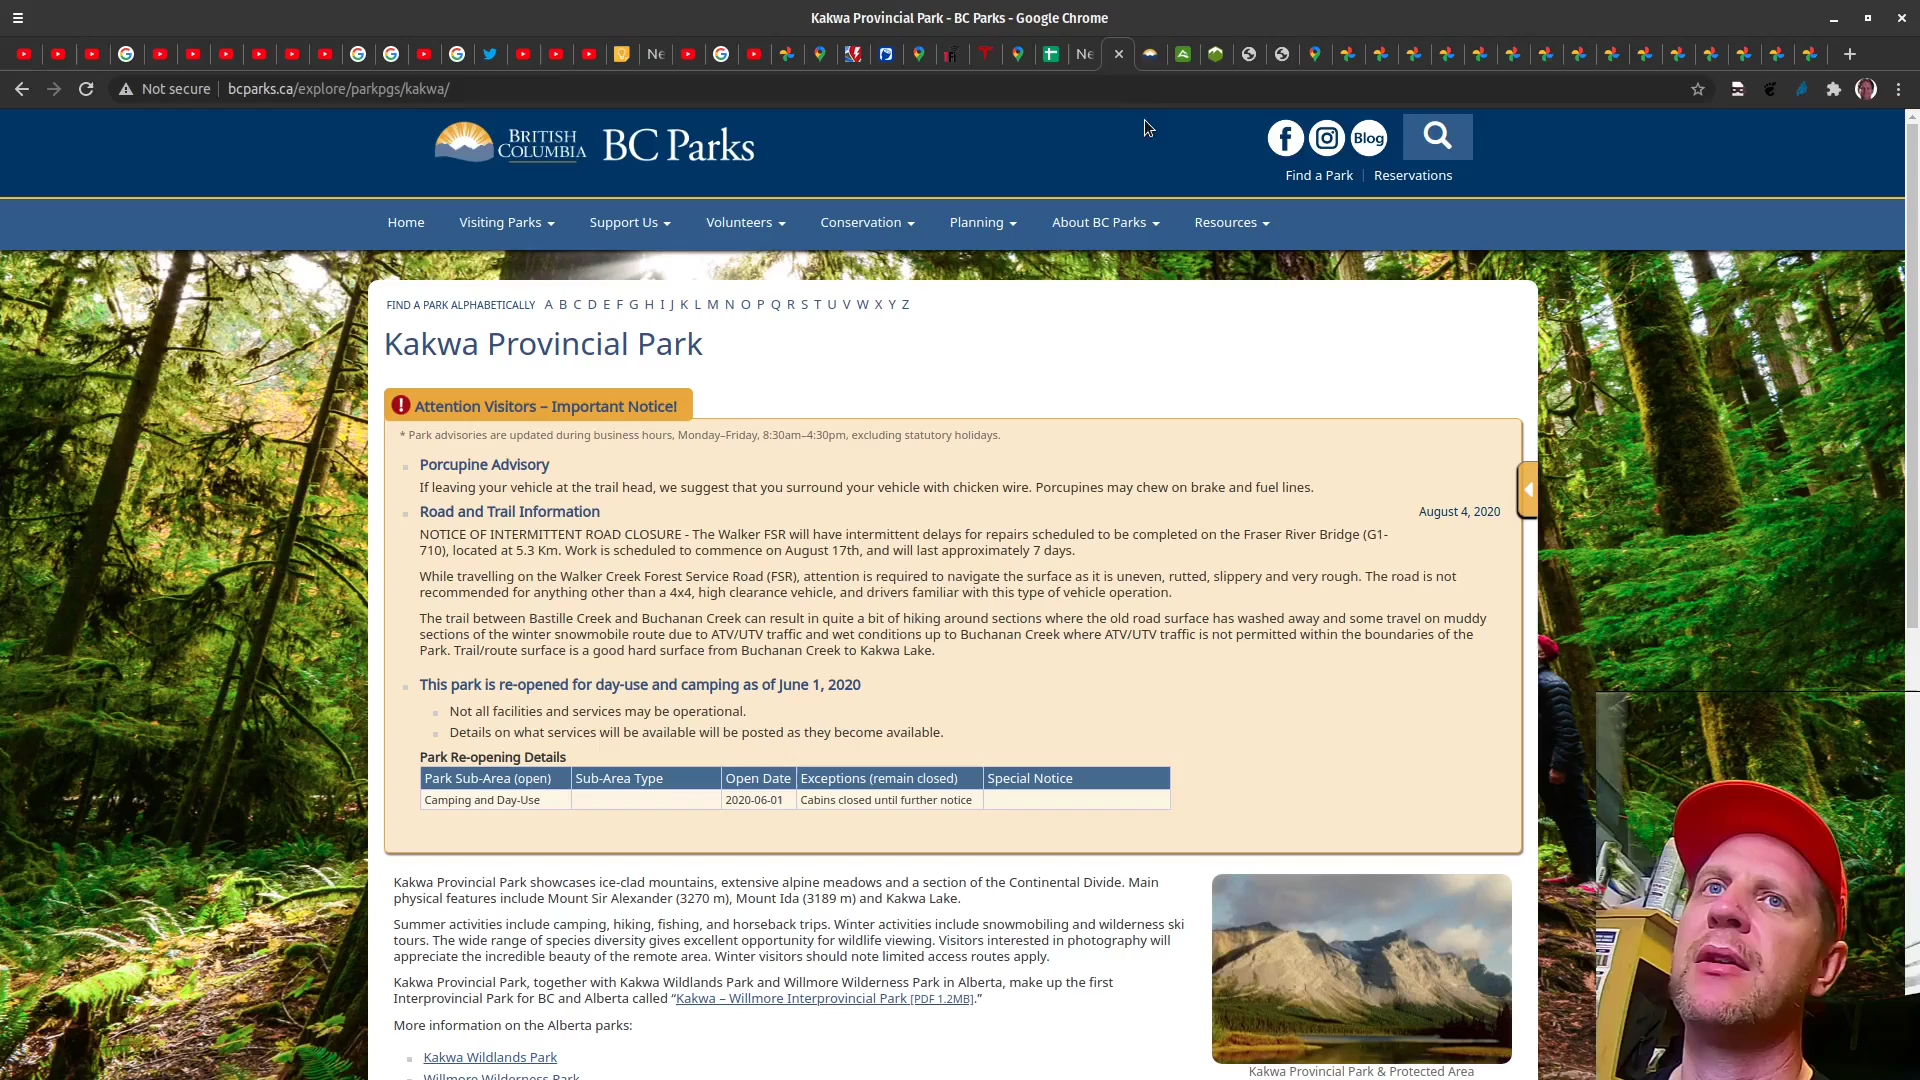 Kakwa Provincial Park - BC Parks - Google Chrome
Ne
Ne
Not secure
bcparks.ca/explore/parkpgs/kakwa/
BRITISH
COLUMBIA
BC Parks
Blog
Find a Park
Reservations
Home
Visiting Parks
Support Us
Volunteers
Conservation
Planning
About BC Parks
Resources
FIND A PARK ALPHABETICALLY A B C D E F G H I J K L M N O P Q R S T U V W X Y Z
Kakwa Provincial Park
Attention Visitors – Important Notice!
* Park advisories are updated during business hours, Monday–Friday, 8:30am–4:30pm, excluding statutory holidays.
Porcupine Advisory
If leaving your vehicle at the trail head, we suggest that you surround your vehicle with chicken wire. Porcupines may chew on brake and fuel lines.
Road and Trail Information
August 4, 2020
NOTICE OF INTERMITTENT ROAD CLOSURE - The Walker FSR will have intermittent delays for repairs scheduled to be completed on the Fraser River Bridge (G1-
710), located at 5.3 Km. Work is scheduled to commence on August 17th, and will last approximately 7 days.
While travelling on the Walker Creek Forest Service Road (FSR), attention is required to navigate the surface as it is uneven, rutted, slippery and very rough. The road is not
recommended for anything other than a 4x4, high clearance vehicle, and drivers familiar with this type of vehicle operation.
The trail between Bastille Creek and Buchanan Creek can result in quite a bit of hiking around sections where the old road surface has washed away and some travel on muddy
sections of the winter snowmobile route due to ATV/UTV traffic and wet conditions up to Buchanan Creek where ATV/UTV traffic is not permitted within the boundaries of the
Park. Trail/route surface is a good hard surface from Buchanan Creek to Kakwa Lake.
This park is re-opened for day-use and camping as of June 1, 2020
Not all facilities and services may be operational.
Details on what services will be available will be posted as they become available.
Park Re-opening Details
Park Sub-Area (open) Sub-Area Type Open Date Exceptions (remain closed) Special Notice
Camping and Day-Use 2020-06-01 Cabins closed until further notice
Kakwa Provincial Park showcases ice-clad mountains, extensive alpine meadows and a section of the Continental Divide. Main
physical features include Mount Sir Alexander (3270 m), Mount Ida (3189 m) and Kakwa Lake.
Summer activities include camping, hiking, fishing, and horseback trips. Winter activities include snowmobiling and wilderness ski
tours. The wide range of species diversity gives excellent opportunity for wildlife viewing. Visitors interested in photography will
appreciate the incredible beauty of the remote area. Winter visitors should note limited access routes apply.
Kakwa Provincial Park, together with Kakwa Wildlands Park and Willmore Wilderness Park in Alberta, make up the first
Interprovincial Park for BC and Alberta called “Kakwa – Willmore Interprovincial Park [PDF 1.2MB].”
More information on the Alberta parks:
Kakwa Wildlands Park
Willmore Wilderness Park
Kakwa Provincial Park & Protected Area